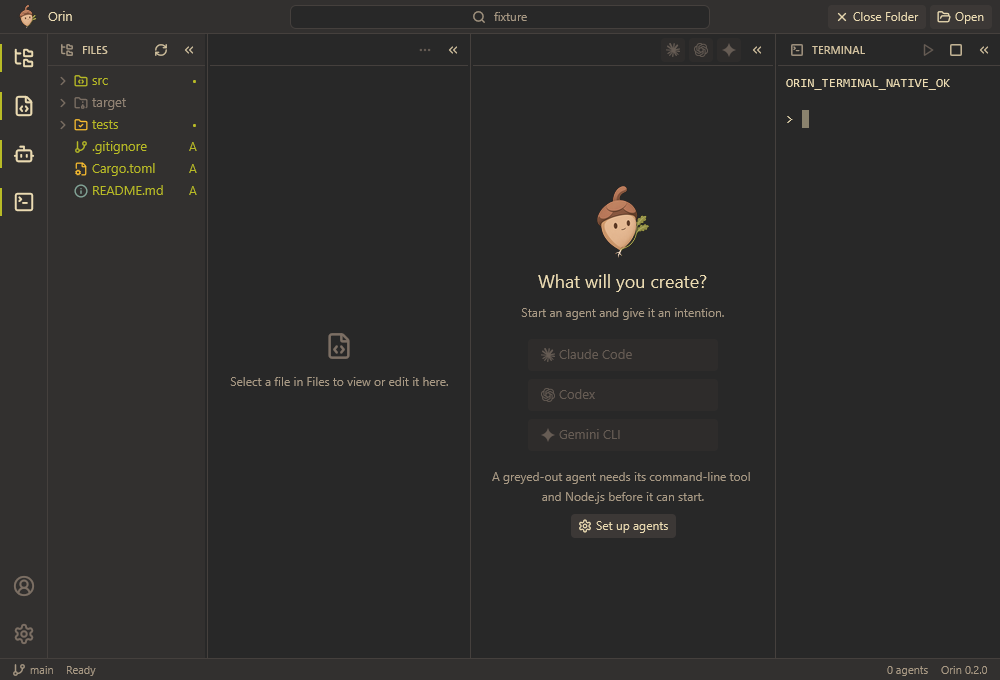 Orin
fixture
Close Folder
Open
FILES
src
target
tests
.gitignore A
Cargo.toml A
README.md A
Select a file in Files to view or edit it here.
What will you create?
Start an agent and give it an intention.
Claude Code
Codex
Gemini CLI
A greyed-out agent needs its command-line tool
and Node.js before it can start.
Set up agents
TERMINAL
ORIN_TERMINAL_NATIVE_OK
>
main
Ready
0 agents
Orin 0.2.0